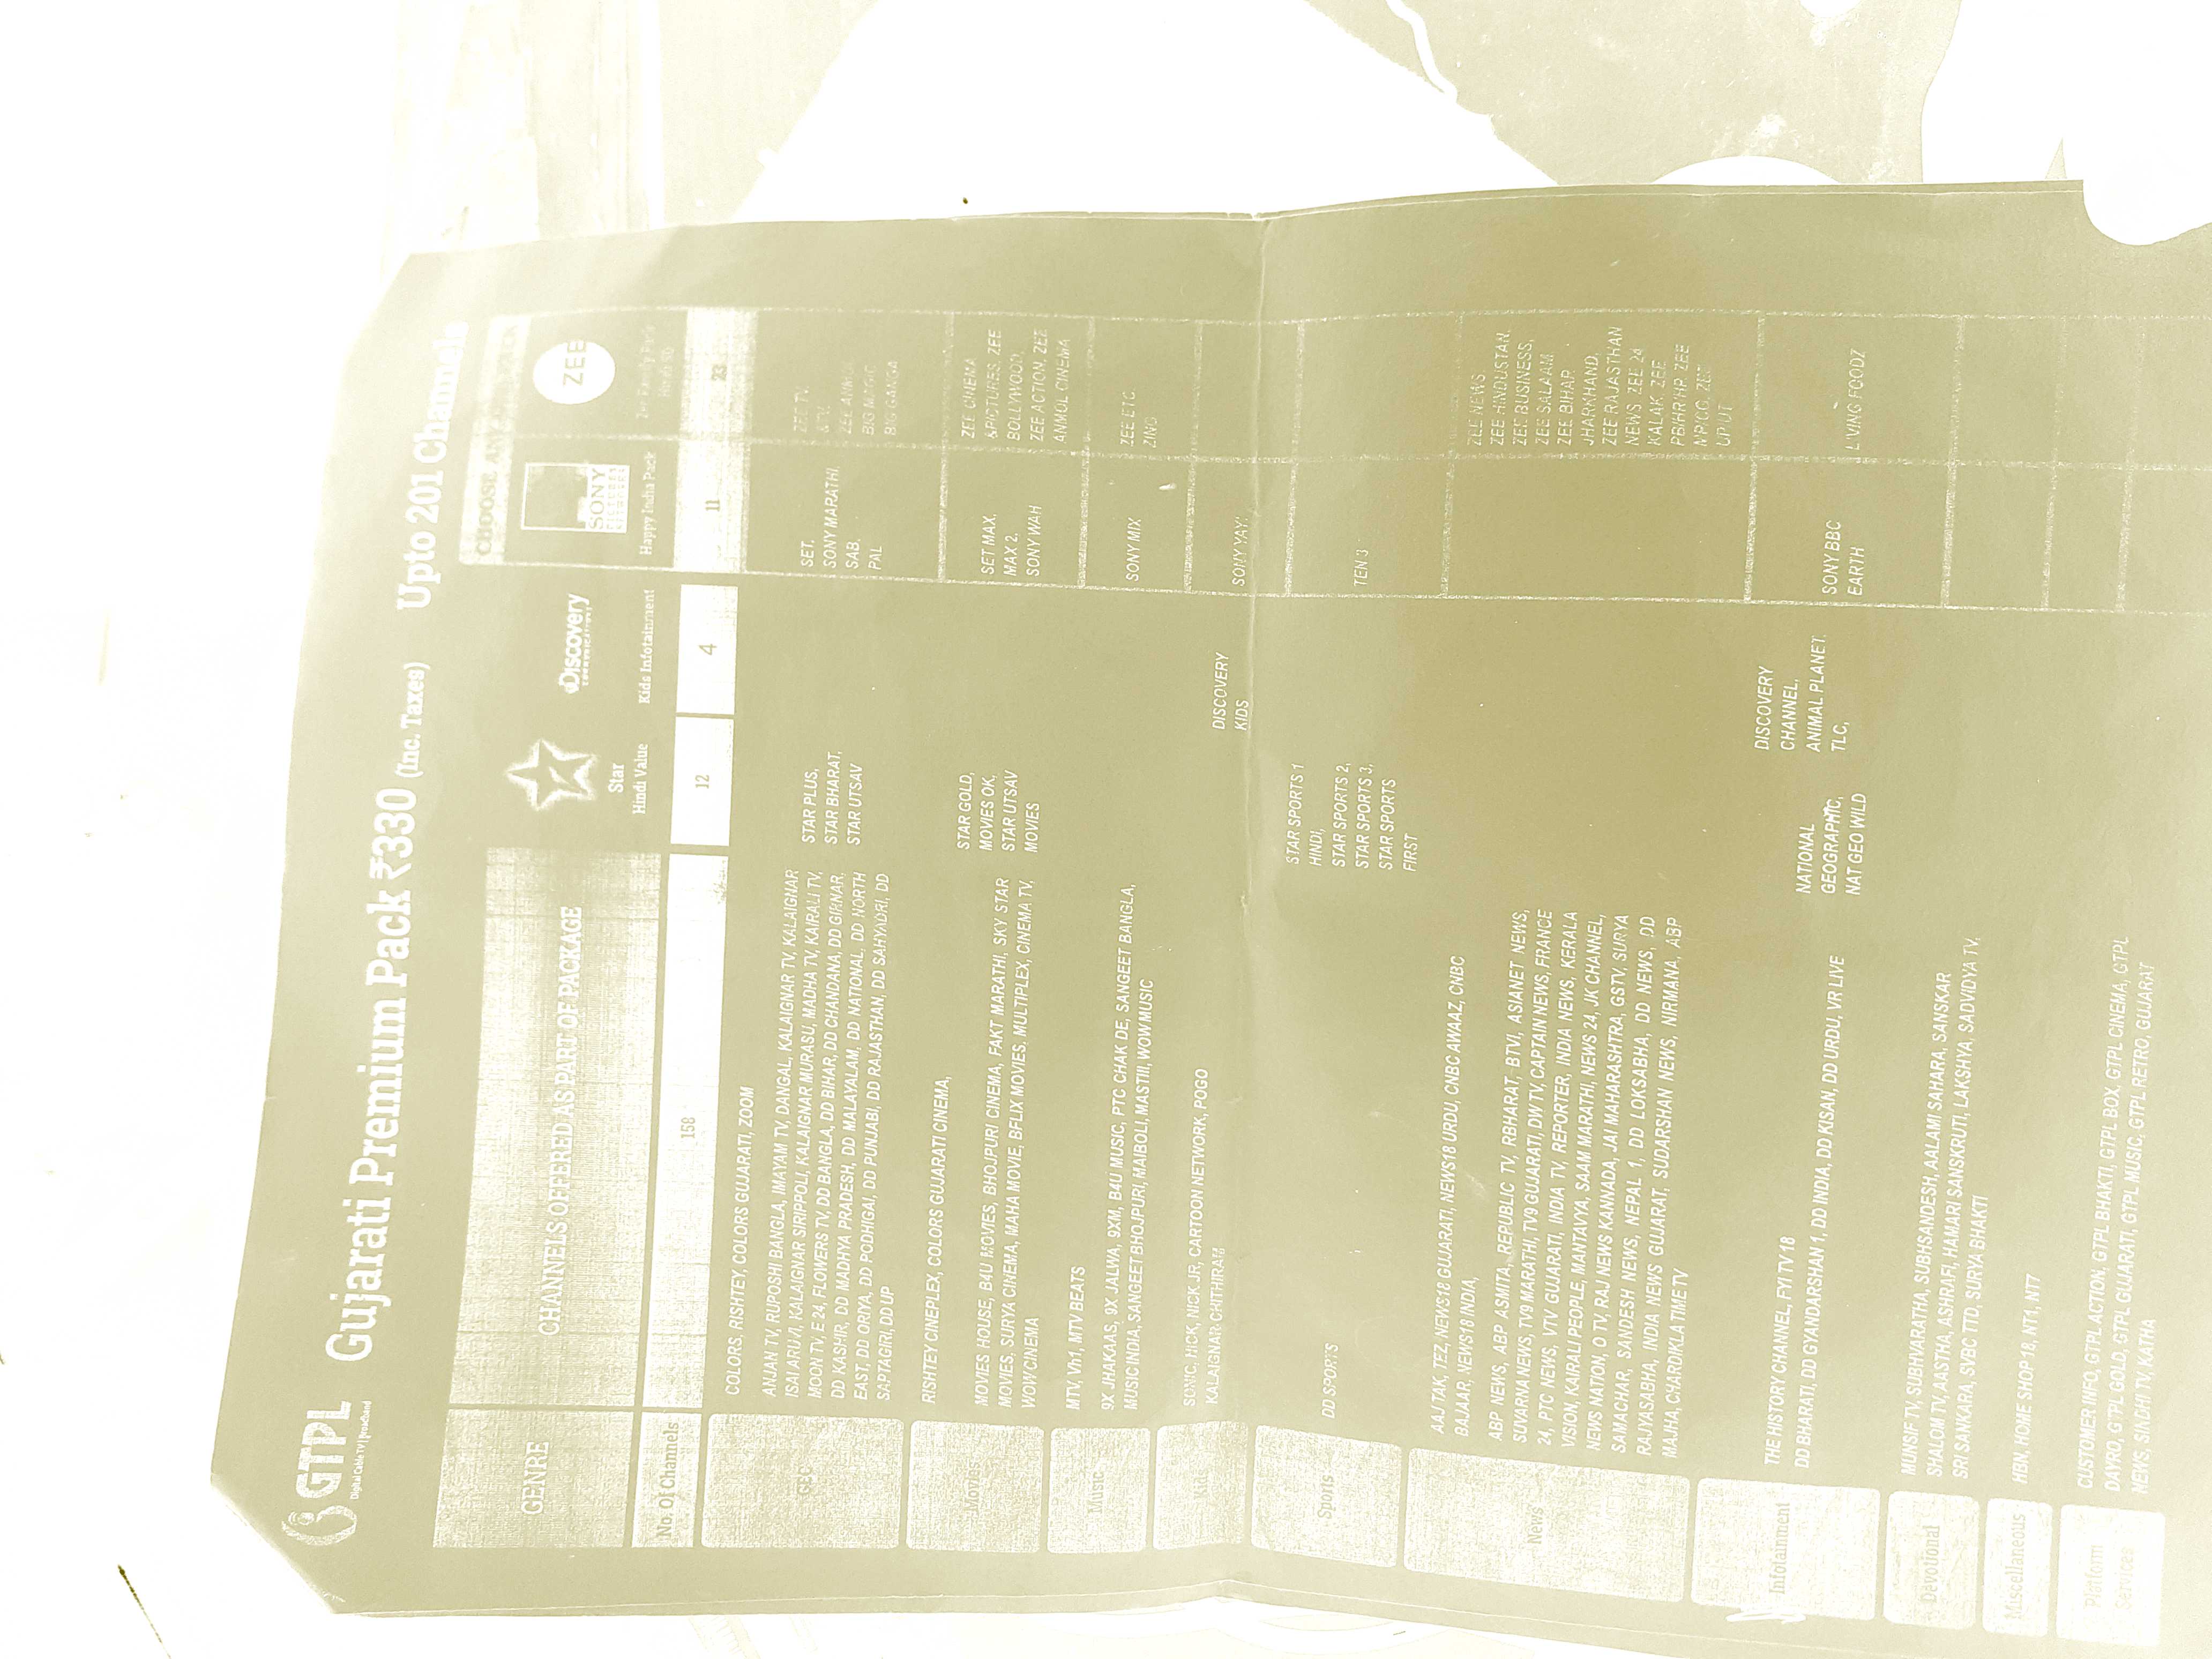 GTPL
Digital Cable TV | Broadband
Gujarati Premium Pack ₹330 (Inc. Taxes) Upto 201 Channels
GENRE
CHANNELS OFFERED AS PART OF PACKAGE
Star
Hindi Value
Discovery
COMMUNICATIONS
Kids Infotainment
CHOOSE
SONY
Happy India Pack
ZEE
No. Of Channels 158 12 4 11 23
GEC
COLORS, RISHTEY, COLORS GUJARATI, ZOOM
ANJAN TV, RUPOSHI BANGLA, IMAYAM TV, DANGAL, KALAIGNAR TV, KALAIGNAR
ISAI ARUVI, KALAIGNAR SIRIPPOLI, KALAIGNAR MURASU, MADHA TV, KAIRALI TV,
MOON TV, E 24, FLOWERS TV, DD BANGLA, DD BIHAR, DD CHANDANA, DD GIRNAR,
DD KASHIR, DD MADHYA PRADESH, DD MALAYALAM, DD NATIONAL, DD NORTH
EAST, DD ORIYA, DD PODHIGAI, DD PUNJABI, DD RAJASTHAN, DD SAHYADRI, DD
SAPTAGIRI, DD UP
STAR PLUS,
STAR BHARAT,
STAR UTSAV
SET,
SONY MARATHI,
SAB,
PAL
ZEE TV,
&TV,
ZEE ANMOL
BIG MAGIC
BIG GANGA
Movies
RISHTEY CINEPLEX, COLORS GUJARATI CINEMA,
MOVIES HOUSE, B4U MOVIES, BHOJPURI CINEMA, FAKT MARATHI, SKY STAR
MOVIES, SURYA CINEMA, MAHA MOVIE, BFLIX MOVIES, MULTIPLEX, CINEMA TV,
WOW CINEMA
STAR GOLD,
MOVIES OK,
STAR UTSAV
MOVIES
SET MAX,
MAX 2,
SONY WAH
ZEE CINEMA
&PICTURES, ZEE
BOLLYWOOD,
ZEE ACTION, ZEE
ANMOL CINEMA
Music
MTV, Vh1, MTV BEATS
9X JHAKAAS, 9X JALWA, 9XM, B4U MUSIC, PTC CHAK DE, SANGEET BANGLA,
MUSIC INDIA, SANGEET BHOJPURI, MAIBOLI, MASTIII, WOW MUSIC
SONY MIX
ZEE ETC
ZING
Kids
SONIC, NICK, NICK JR, CARTOON NETWORK, POGO
KALAIGNAR CHITHIRAM
DISCOVERY
KIDS
SONY YAY!,
Sports
DD SPORTS
STAR SPORTS 1
HINDI,
STAR SPORTS 2,
STAR SPORTS 3,
STAR SPORTS
FIRST
TEN 3
News
AAJ TAK, TEZ, NEWS18 GUJARATI, NEWS18 URDU, CNBC AWAAZ, CNBC
BAJAAR, NEWS18 INDIA,
ABP NEWS, ABP ASMITA, REPUBLIC TV, RBHARAT, BTVI, ASIANET NEWS,
SUVARNA NEWS, TV9 MARATHI, TV9 GUJARATI, DW TV, CAPTAIN NEWS, FRANCE
24, PTC NEWS, VTV GUJARATI, INDIA TV, REPORTER, INDIA NEWS, KERALA
VISION, KAIRALI PEOPLE, MANTAVYA, SAAM MARATHI, NEWS 24, JK CHANNEL,
NEWS NATION, O TV, RAJ NEWS KANNADA, JAI MAHARASHTRA, GSTV, SURYA
SAMACHAR, SANDESH NEWS, NEPAL 1, DD LOKSABHA, DD NEWS, DD
RAJYASABHA, INDIA NEWS GUJARAT, SUDARSHAN NEWS, NIRMANA, ABP
MAJHA, CHARDIKLA TIME TV
ZEE NEWS,
ZEE HINDUSTAN,
ZEE BUSINESS,
ZEE SALAAM,
ZEE BIHAR
JHARKHAND,
ZEE RAJASTHAN
NEWS, ZEE 24
KALAK, ZEE
PBHR/HP, ZEE
MP/CG, ZEE
UP UT
Infotainment
THE HISTORY CHANNEL, FYI TV 18
DD BHARATI, DD GYANDARSHAN 1, DD INDIA, DD KISAN, DD URDU, VR LIVE
NATIONAL
GEOGRAPHIC,
NAT GEO WILD
DISCOVERY
CHANNEL,
ANIMAL PLANET,
TLC,
SONY BBC
EARTH
LIVING FOODZ
Devotional
MUNSIF TV, SUBHVARATHA, SUBHSANDESH, AALAMI SAHARA, SANSKAR
SHALOM TV, AASTHA, ASHRAFI, HAMARI SANSKRUTI, LAKSHYA, SADVIDYA TV,
SRI SANKARA, SVBC TTD, SURYA BHAKTI
Miscellaneous
HBN, HOME SHOP 18, NT1, NT7
Platform
Services
CUSTOMER INFO, GTPL ACTION, GTPL BHAKTI, GTPL BOX, GTPL CINEMA, GTPL
DAYRO, GTPL GOLD, GTPL GUJARATI, GTPL MUSIC, GTPL RETRO, GUJARAT
NEWS, SINDHI TV, KATHA